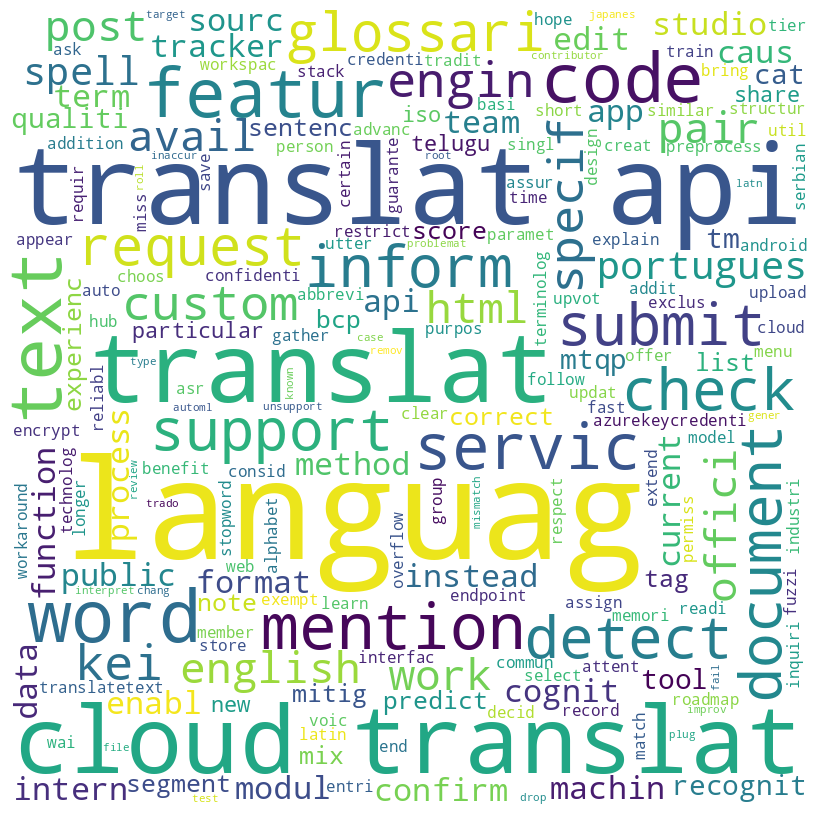 target japanes
post sourc glossari hope edit studio tier
ask contributor
tracker credenti tradit train caus
spell workspac stack bring cat
term featur engin code share
qualiti iso basi short similar structur
addition avail sentenc advanc team app pair util
inaccur person telugu singl creat preprocess
save certain guarante design serbian
roll root assur latn
requir miss time specif
translat api
appear request restrict score paramet explain tm android
utter problemat
choos confidenti inform terminolog portugues
auto abbrevi upvot addit upload
text experienc hub custom api html submit exclus cloud
particular gather bcp purpos
case mtqp offer list menu
type translat remov follow
reliabl asr known updat check
encrypt automl unsupport clear correct fast azurekeycredenti
process support servic model
workaround function technolog longer benefit consid method group current permiss offici document industri
review stopword mismatch extend
trado alphabet respect
languag
public web format overflow instead tag
interpret chang endpoint
word note exempt learn assign memori readi fuzzi
member mention detect inquiri
data kei store interfac commun attent
english work select tool
translatetext mitig cognit fail roadmap
enabl new latin predict decid record improv
voic
wai file mix end match plug
cloud translat
intern segment modul entri confirm machin recognit
test drop gener